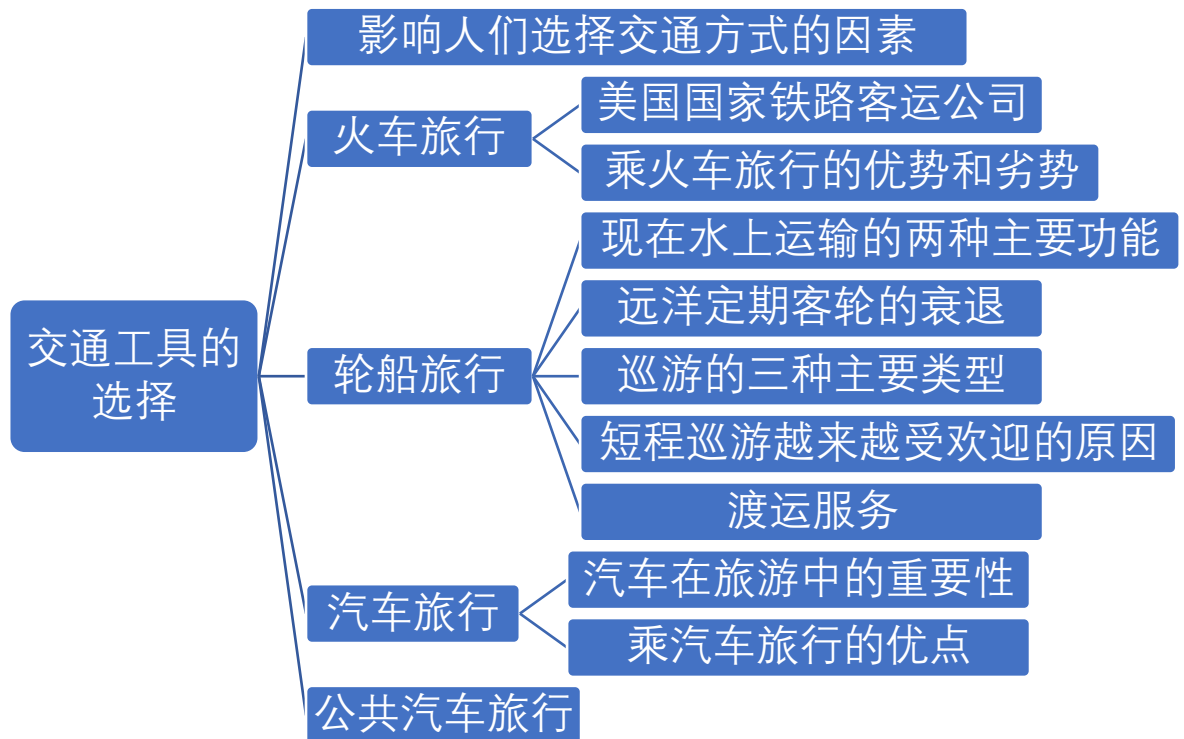 影响人们选择交通方式的因素
美国国家铁路客运公司
火车旅行
乘火车旅行的优势和劣势
现在水上运输的两种主要功能
远洋定期客轮的衰退
交通工具的
选择
轮船旅行
巡游的三种主要类型
短程巡游越来越受欢迎的原因
渡运服务
汽车在旅游中的重要性
汽车旅行
乘汽车旅行的优点
公共汽车旅行